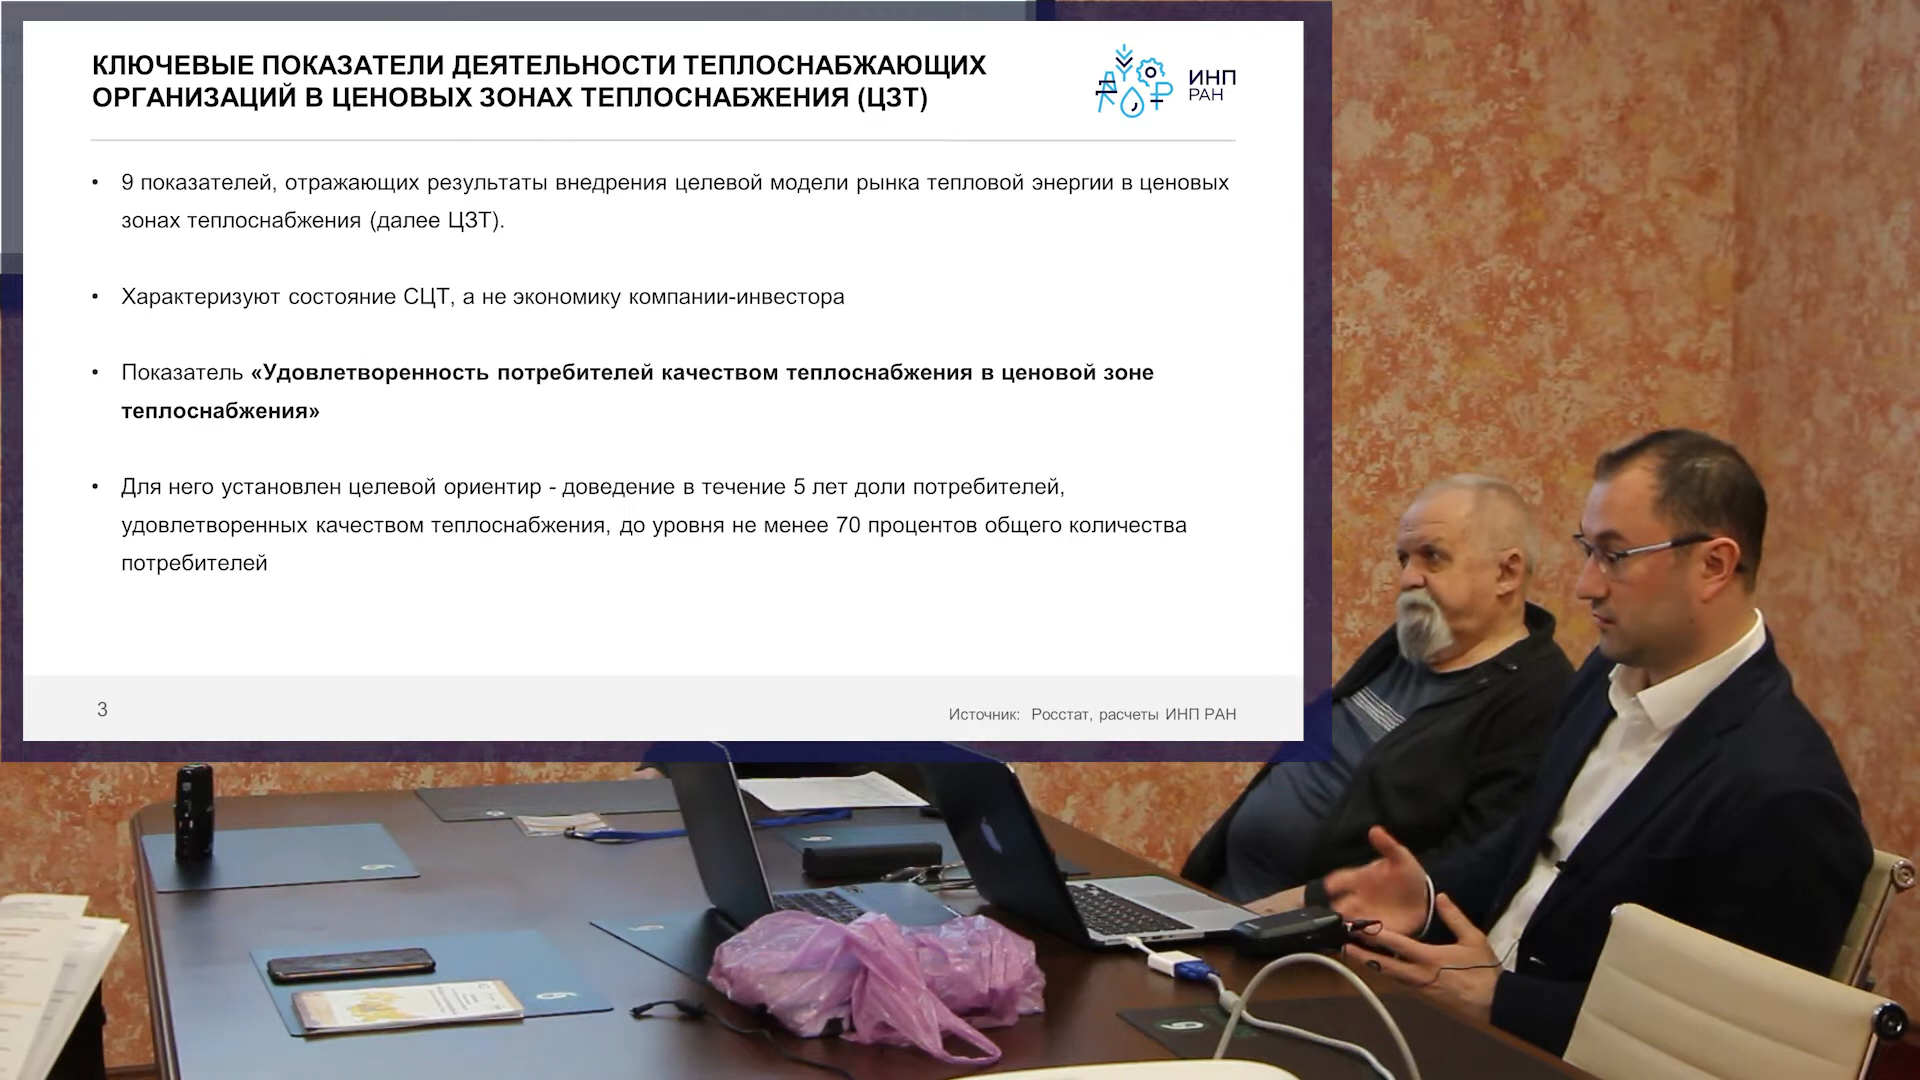 КЛЮЧЕВЫЕ ПОКАЗАТЕЛИ ДЕЯТЕЛЬНОСТИ ТЕПЛОСНАБЖАЮЩИХ
ОРГАНИЗАЦИЙ В ЦЕНОВЫХ ЗОНАХ ТЕПЛОСНАБЖЕНИЯ (ЦЗТ)
ИНП
РАН
• 9 показателей, отражающих результаты внедрения целевой модели рынка тепловой энергии в ценовых
зонах теплоснабжения (далее ЦЗТ).
• Характеризуют состояние СЦТ, а не экономику компании-инвестора
• Показатель «Удовлетворенность потребителей качеством теплоснабжения в ценовой зоне
теплоснабжения»
• Для него установлен целевой ориентир - доведение в течение 5 лет доли потребителей,
удовлетворенных качеством теплоснабжения, до уровня не менее 70 процентов общего количества
потребителей
3
Источник: Росстат, расчеты ИНП РАН